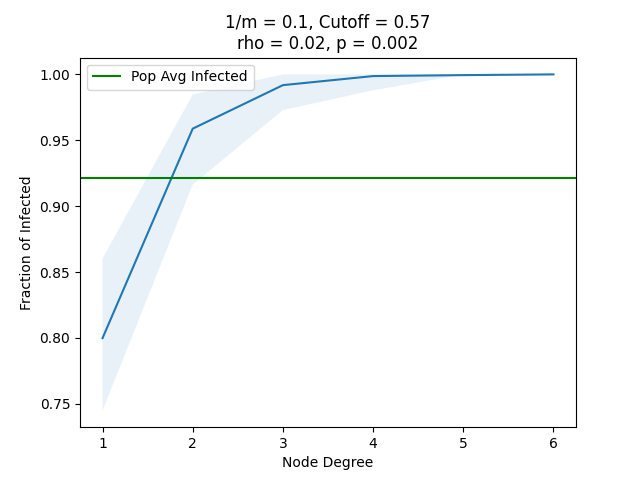 1/m = 0.1, Cutoff = 0.57
rho = 0.02, p = 0.002
Pop Avg Infected
1.00
0.95
0.90
0.85
0.80
0.75
Fraction of Infected
1 2 3 4 5 6
Node Degree